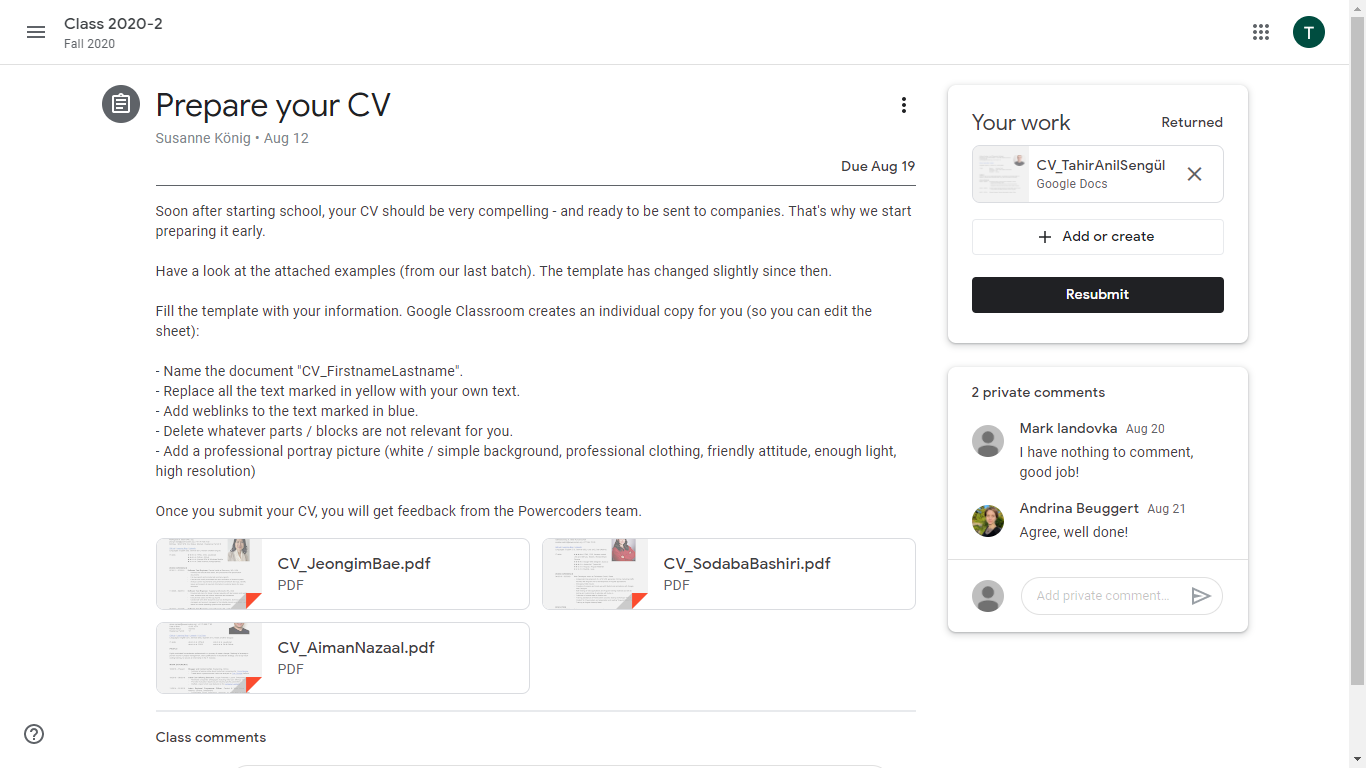 Class 2020-2
Fall 2020
T
Prepare your CV
Susanne König • Aug 12
Due Aug 19
Soon after starting school, your CV should be very compelling - and ready to be sent to companies. That's why we start
preparing it early.
Have a look at the attached examples (from our last batch). The template has changed slightly since then.
Fill the template with your information. Google Classroom creates an individual copy for you (so you can edit the
sheet):
- Name the document "CV_FirstnameLastname".
- Replace all the text marked in yellow with your own text.
- Add weblinks to the text marked in blue.
- Delete whatever parts / blocks are not relevant for you.
- Add a professional portray picture (white / simple background, professional clothing, friendly attitude, enough light,
high resolution)
Once you submit your CV, you will get feedback from the Powercoders team.
CV_JeongimBae.pdf
PDF
CV_SodabaBashiri.pdf
PDF
CV_AimanNazaal.pdf
PDF
Class comments
Your work
Returned
CV_TahirAnilSengül
Google Docs
Add or create
Resubmit
2 private comments
Mark landovka Aug 20
I have nothing to comment,
good job!
Andrina Beuggert Aug 21
Agree, well done!
Add private comment...